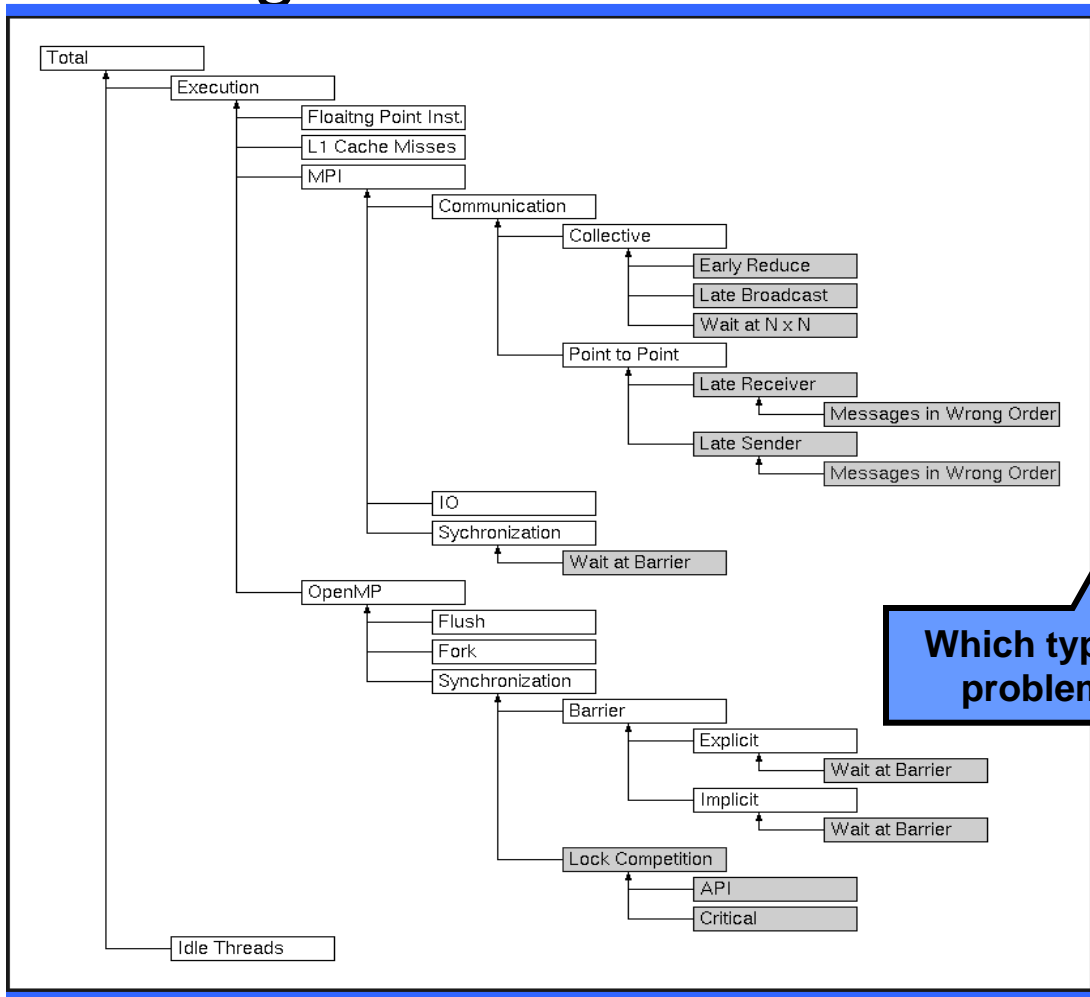 Total
Execution
Floaitng Point Inst.
L1 Cache Misses
MPI
Communication
Collective
Early Reduce
Late Broadcast
Wait at N x N
Point to Point
Late Receiver
Messages in Wrong Order
Late Sender
Messages in Wrong Order
IO
Sychronization
Wait at Barrier
OpenMP
Flush
Fork
Synchronization
Barrier
Explicit
Wait at Barrier
Implicit
Wait at Barrier
Lock Competition
API
Critical
Idle Threads
Which